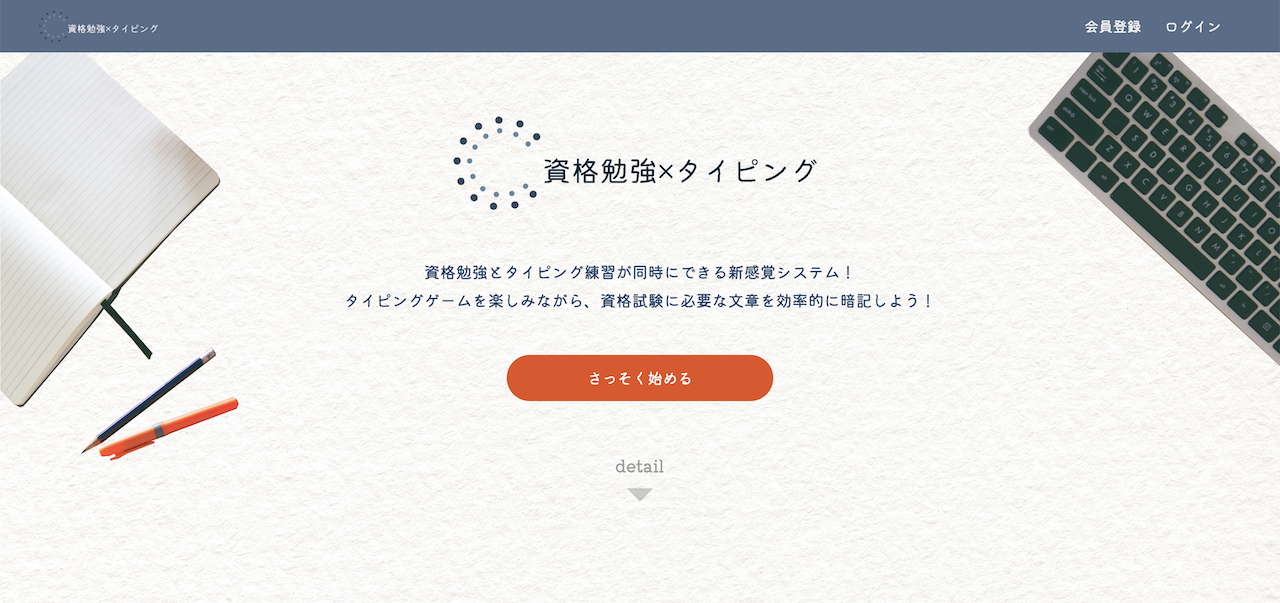 資格勉強×タイピング
会員登録 ログイン
資格勉強×タイピング
資格勉強とタイピング練習が同時にできる新感覚システム！
タイピングゲームを楽しみながら、資格試験に必要な文章を効率的に暗記しよう！
さっそく始める
detail